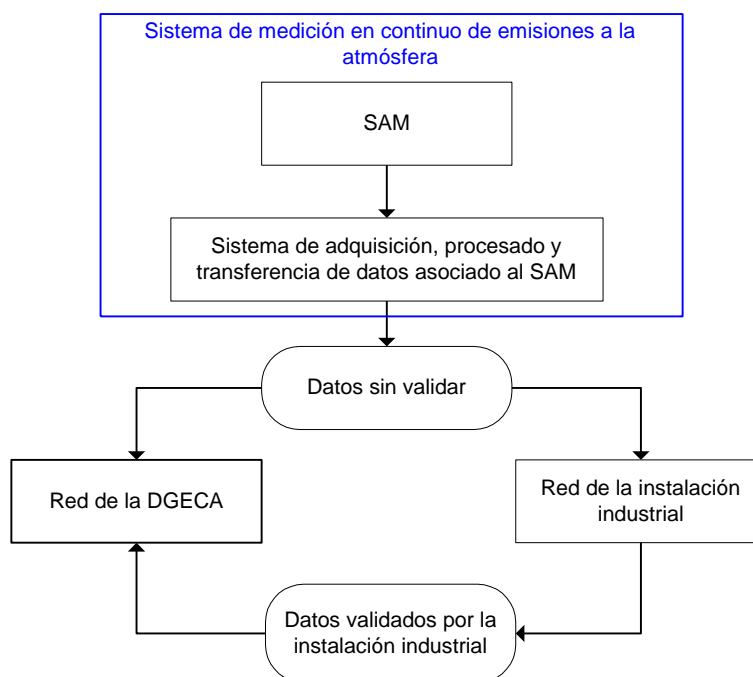 Sistema de medición en continuo de emisiones a la
atmósfera
SAM
Sistema de adquisición, procesado y
transferencia de datos asociado al SAM
Datos sin validar
Red de la DGECA
Red de la instalación
industrial
Datos validados por la
instalación industrial